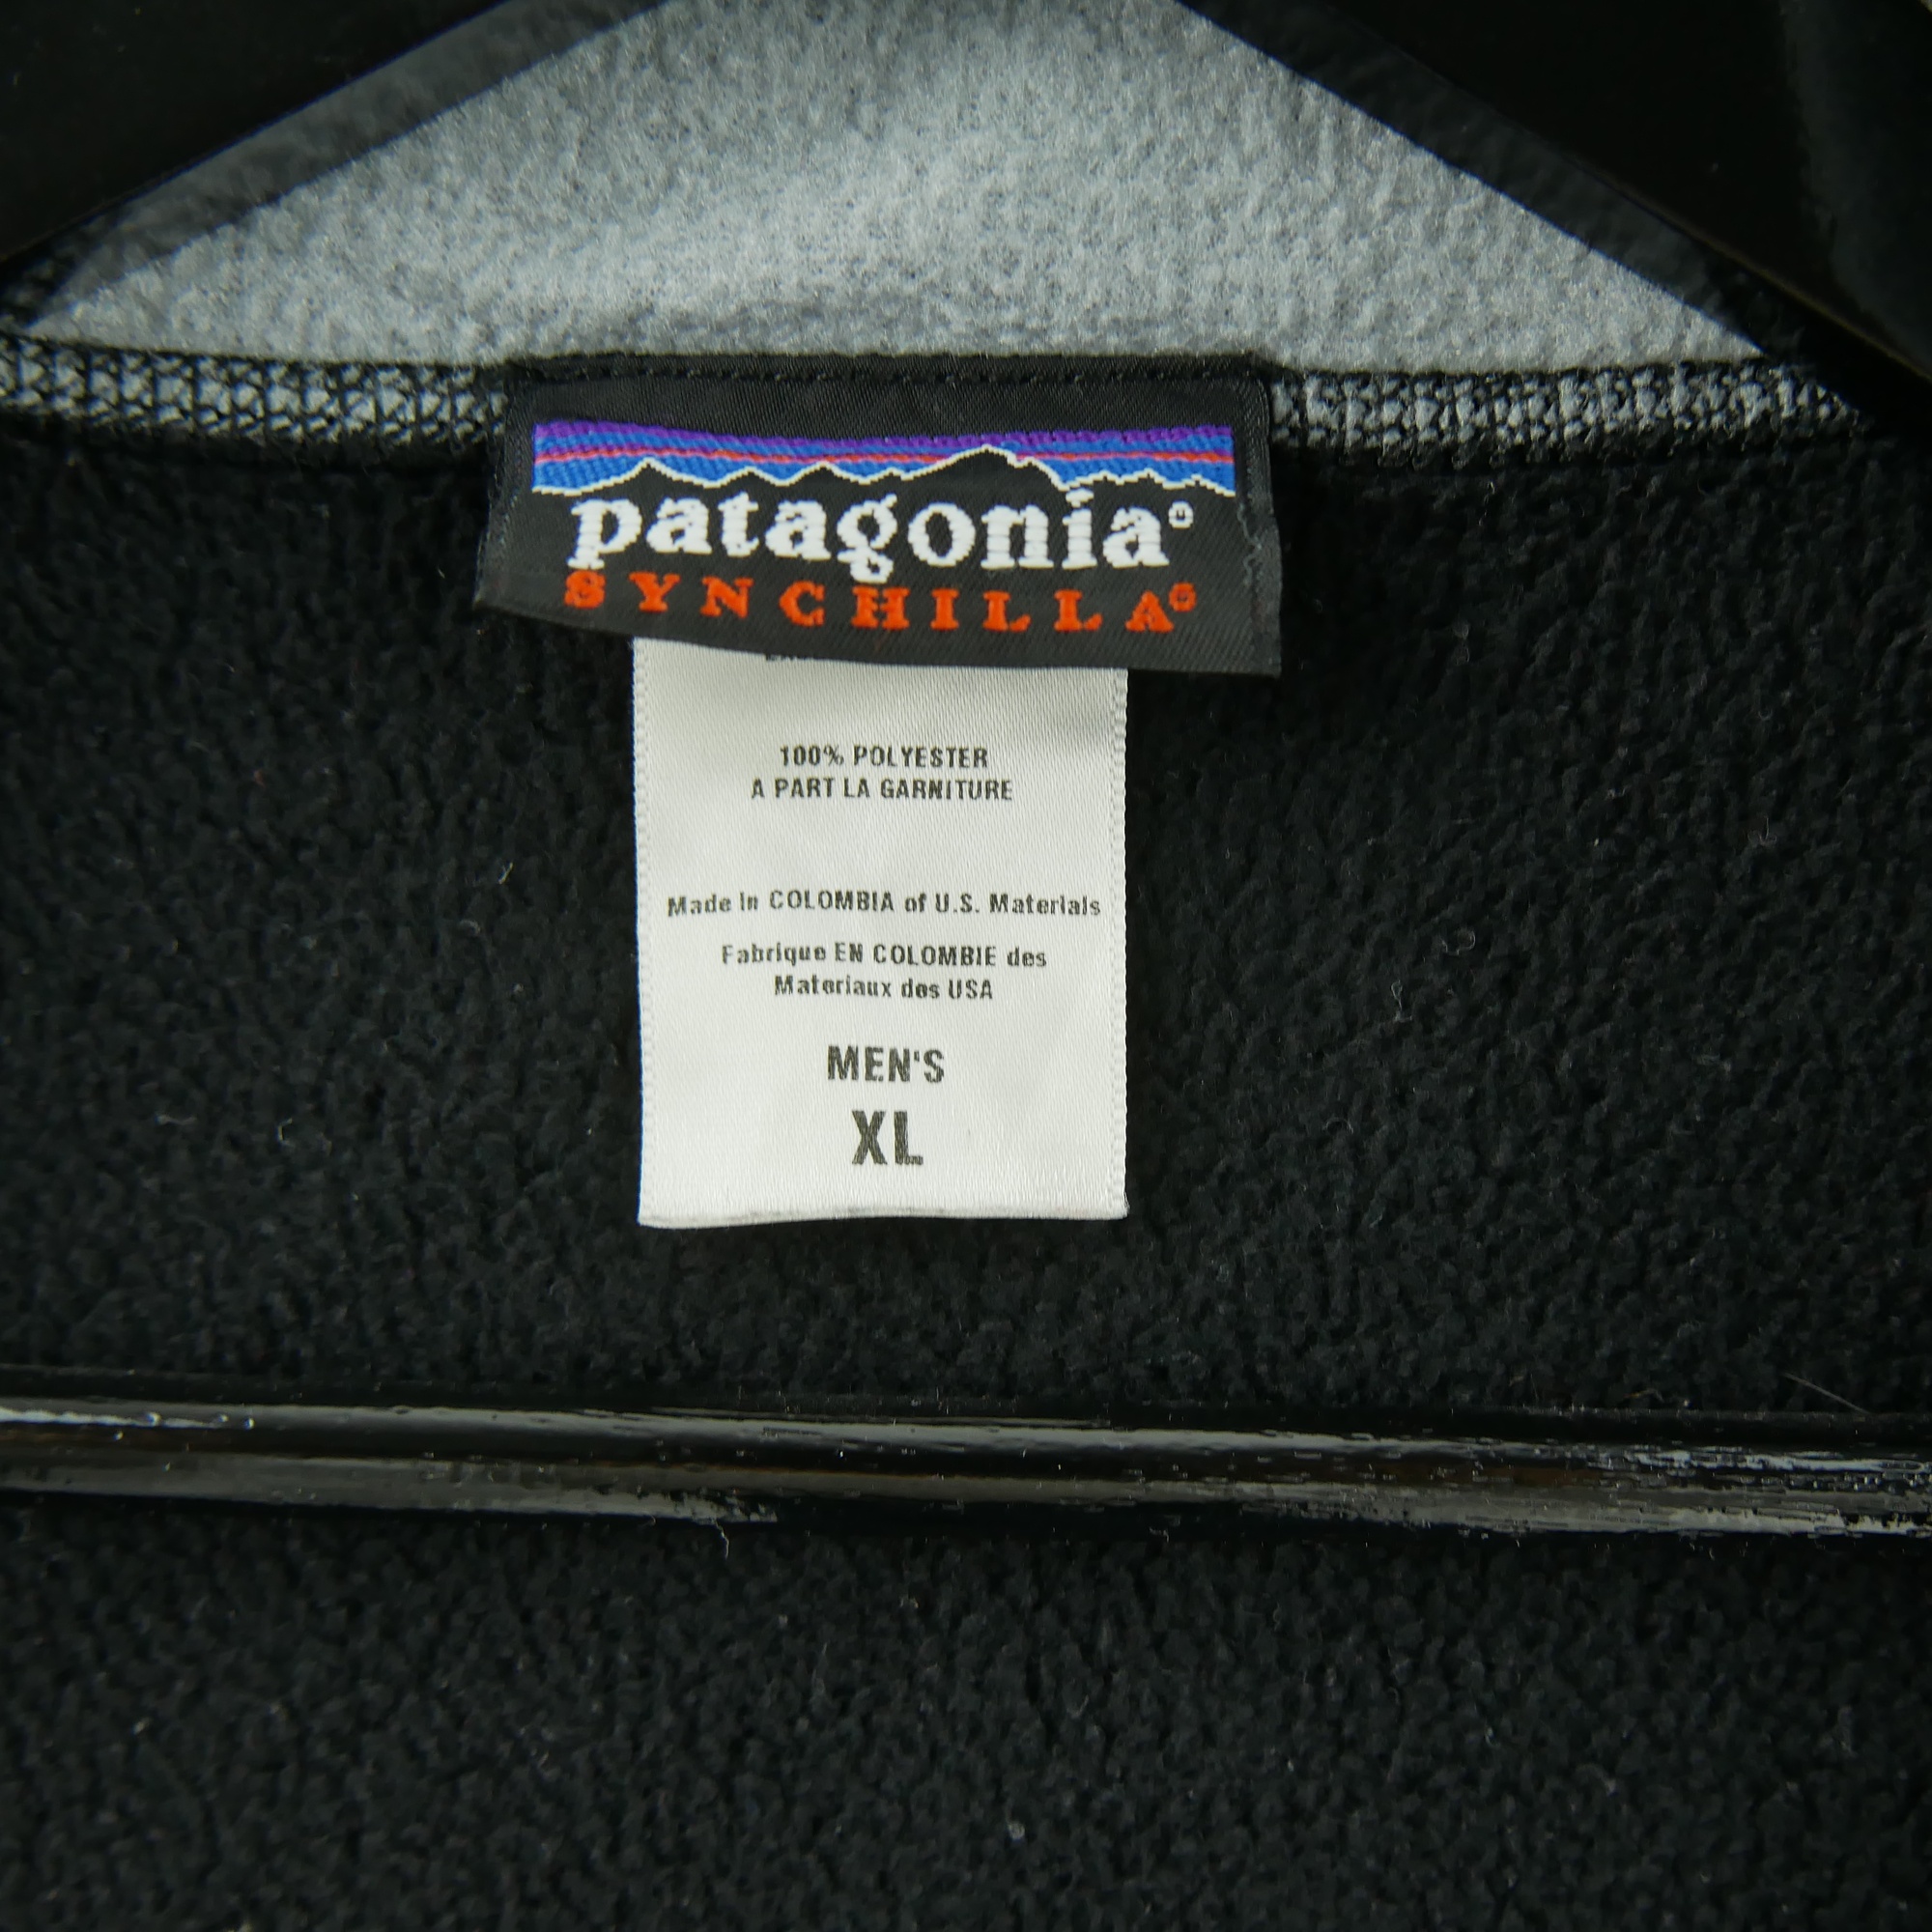 patagonia®
SYNCHILLA®
100% POLYESTER
A PART LA GARNITURE
Made in COLOMBIA of U.S. Materials
Fabrique EN COLOMBIE des
Materiaux des USA
MEN'S
XL